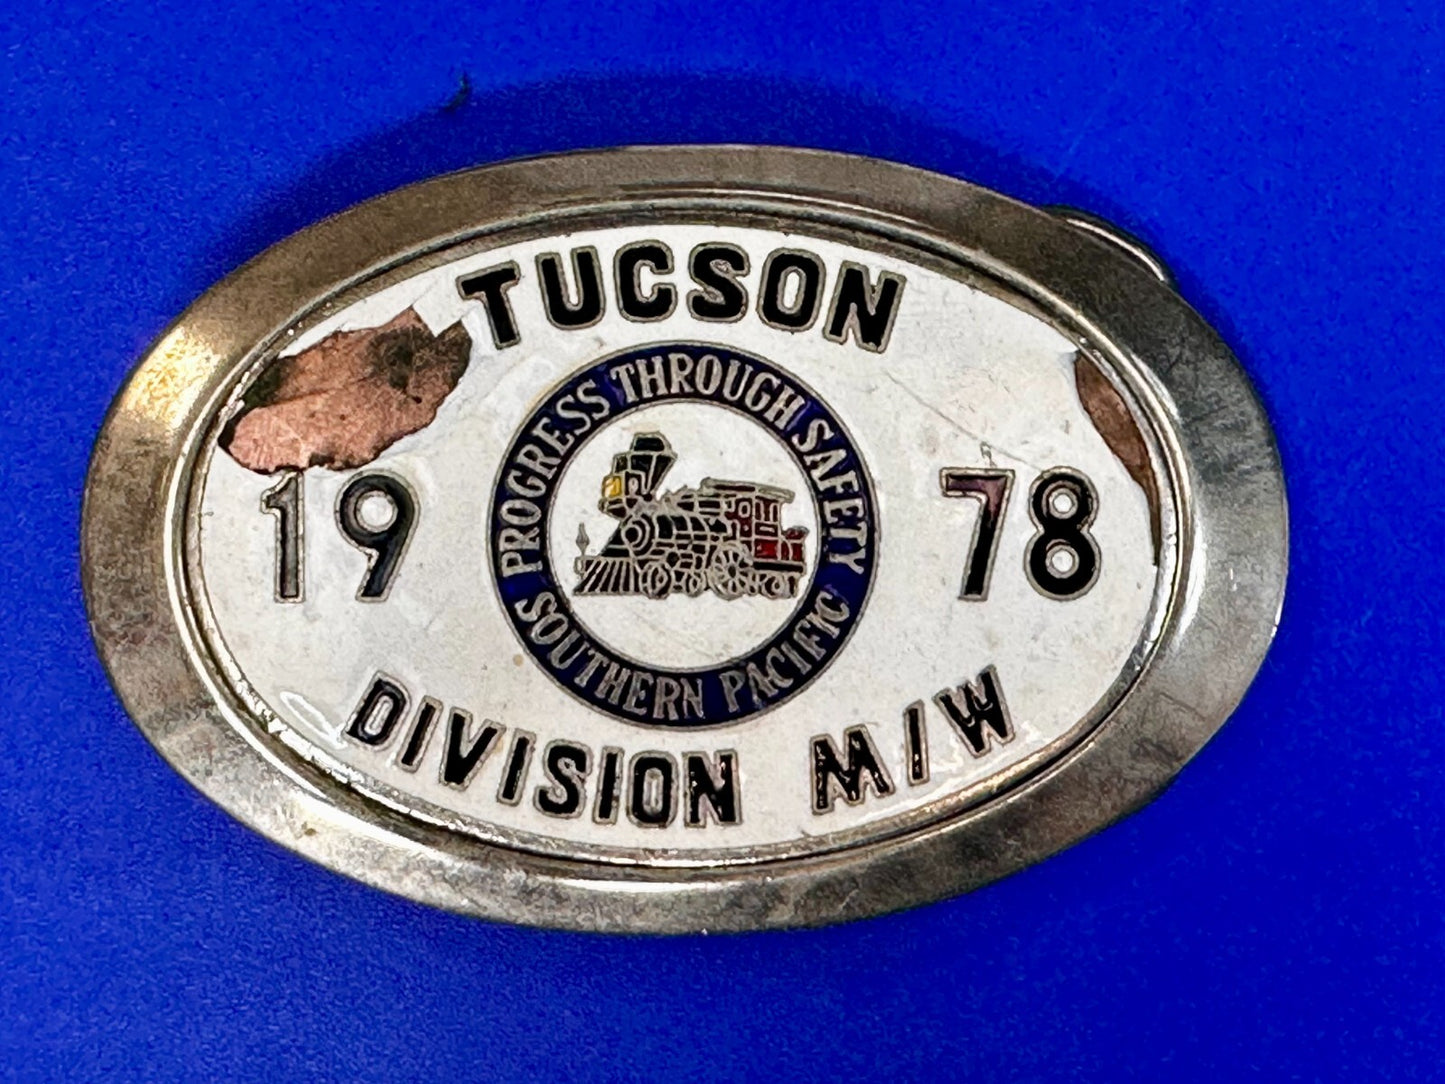 TUCSON
PROGRESS THROUGH SAFETY
19 78
SOUTHERN PACIFIC
DIVISION M/W